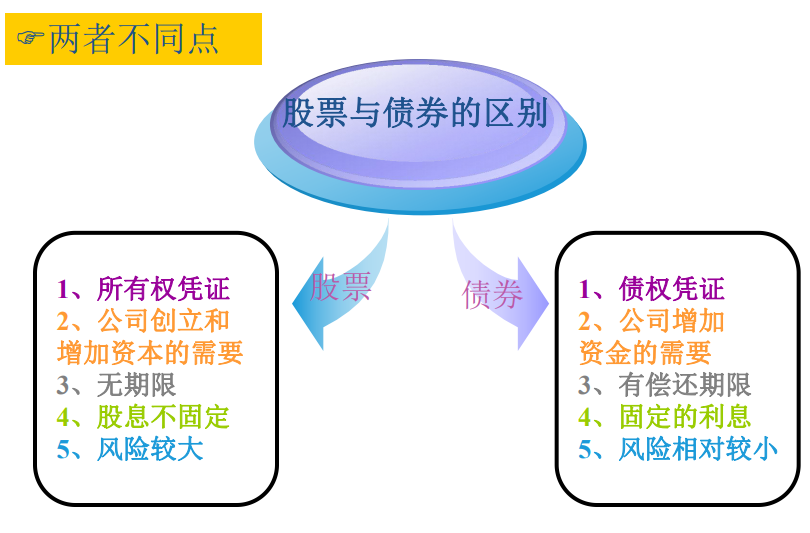 ☞两者不同点
股票与债券的区别
股票
债券
1、所有权凭证
2、公司创立和
增加资本的需要
3、无期限
4、股息不固定
5、风险较大
1、债权凭证
2、公司增加
资金的需要
3、有偿还期限
4、固定的利息
5、风险相对较小